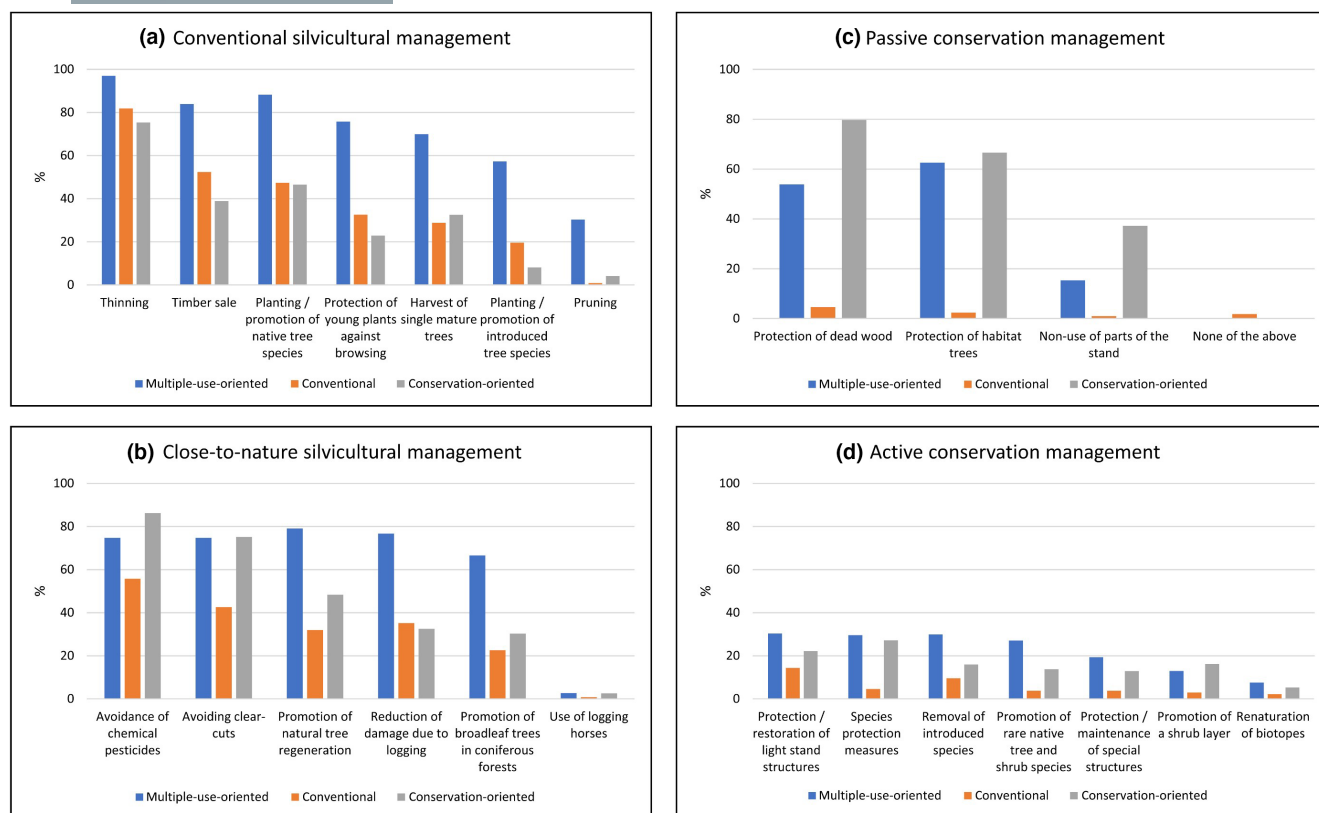 (a) Conventional silvicultural management
100
80
60
40
20
0
%
Thinning
Timber sale
Planting /
promotion of
native tree
species
Protection of
young plants
against
browsing
Harvest of
single mature
trees
Planting /
promotion of
introduced tree
species
Pruning
Multiple-use-oriented
Conventional
Conservation-oriented
(c) Passive conservation management
100
80
60
40
20
0
%
Protection of dead wood
Protection of habitat
trees
Non-use of parts of the
stand
None of the above
Multiple-use-oriented
Conventional
Conservation-oriented
(b) Close-to-nature silvicultural management
100
80
60
40
20
0
%
Avoidance of
chemical
pesticides
Avoiding clear-
cuts
Promotion of
natural tree
regeneration
Reduction of
damage due to
logging
Promotion of
broadleaf trees
in coniferous
forests
Use of logging
horses
Multiple-use-oriented
Conventional
Conservation-oriented
(d) Active conservation management
100
80
60
40
20
0
%
Protection /
restoration of
light stand
structures
Species
protection
measures
Removal of
introduced
species
Promotion of
rare native
tree and
shrub species
Protection /
maintenance
of special
structures
Promotion of
a shrub layer
Renaturation
of biotopes
Multiple-use-oriented
Conventional
Conservation-oriented